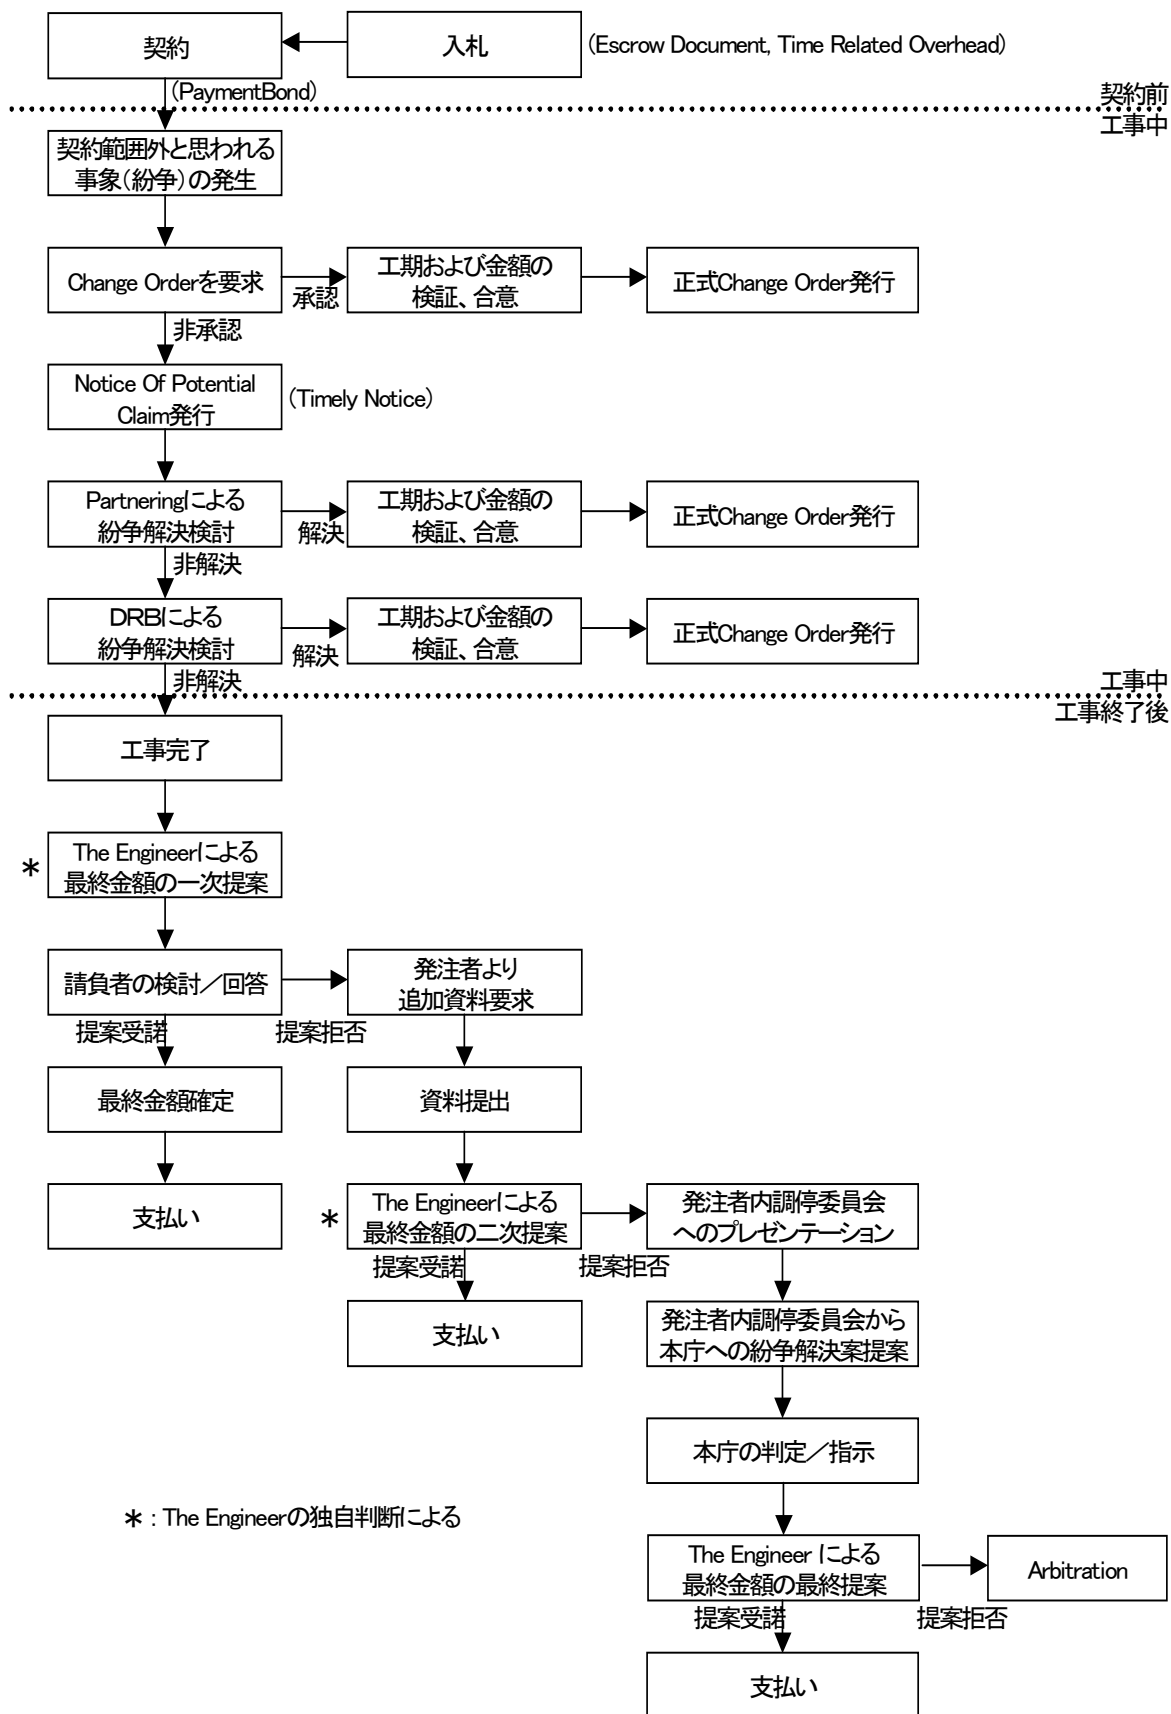 契約
入札
(Escrow Document, Time Related Overhead)
(PaymentBond)
契約前
工事中
契約範囲外と思われる
事象(紛争)の発生
Change Orderを要求
承認
工期および金額の
検証、合意
正式Change Order発行
非承認
Notice Of Potential
Claim発行
(Timely Notice)
Partneringによる
紛争解決検討
解決
工期および金額の
検証、合意
正式Change Order発行
非解決
DRBによる
紛争解決検討
解決
工期および金額の
検証、合意
正式Change Order発行
非解決
工事中
工事終了後
工事完了
*
The Engineerによる
最終金額の一次提案
請負者の検討／回答
発注者より
追加資料要求
提案受諾
提案拒否
最終金額確定
資料提出
支払い
*
The Engineerによる
最終金額の二次提案
発注者内調停委員会
へのプレゼンテーション
提案受諾
提案拒否
支払い
発注者内調停委員会から
本庁への紛争解決案提案
本庁の判定／指示
* : The Engineerの独自判断による
The Engineer による
最終金額の最終提案
Arbitration
提案受諾
提案拒否
支払い